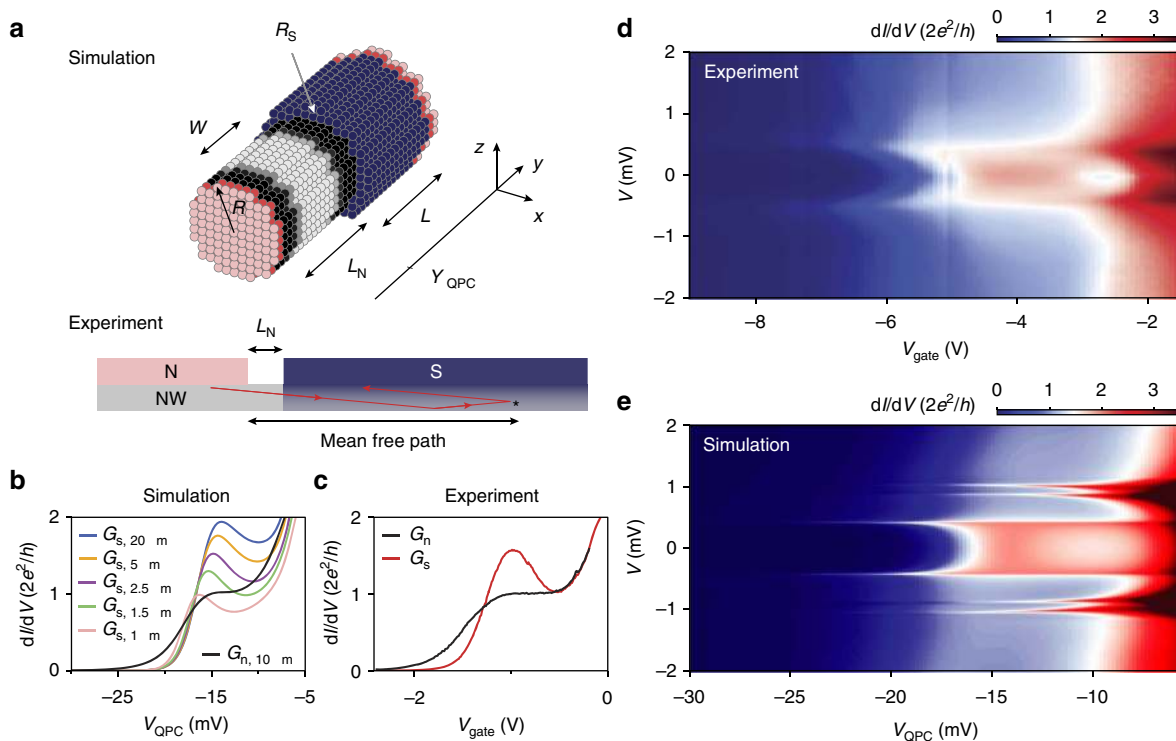 a
Simulation
R_S
W
R
z
y
x
L
L_N
Y_QPC
Experiment
L_N
N
S
NW
*
Mean free path
b
Simulation
2
1
0
dI/dV (2e²/h)
G_s, 20 m
G_s, 5 m
G_s, 2.5 m
G_s, 1.5 m
G_s, 1 m
G_n, 10 m
−25
−15
−5
V_QPC (mV)
c
Experiment
2
1
0
dI/dV (2e²/h)
G_n
G_s
−2
0
V_gate (V)
d
dI/dV (2e²/h)
0 1 2 3
Experiment
2
1
0
−1
−2
V (mV)
−8 −6 −4 −2
V_gate (V)
e
dI/dV (2e²/h)
0 1 2 3
Simulation
2
1
0
−1
−2
V (mV)
−30 −25 −20 −15 −10
V_QPC (mV)